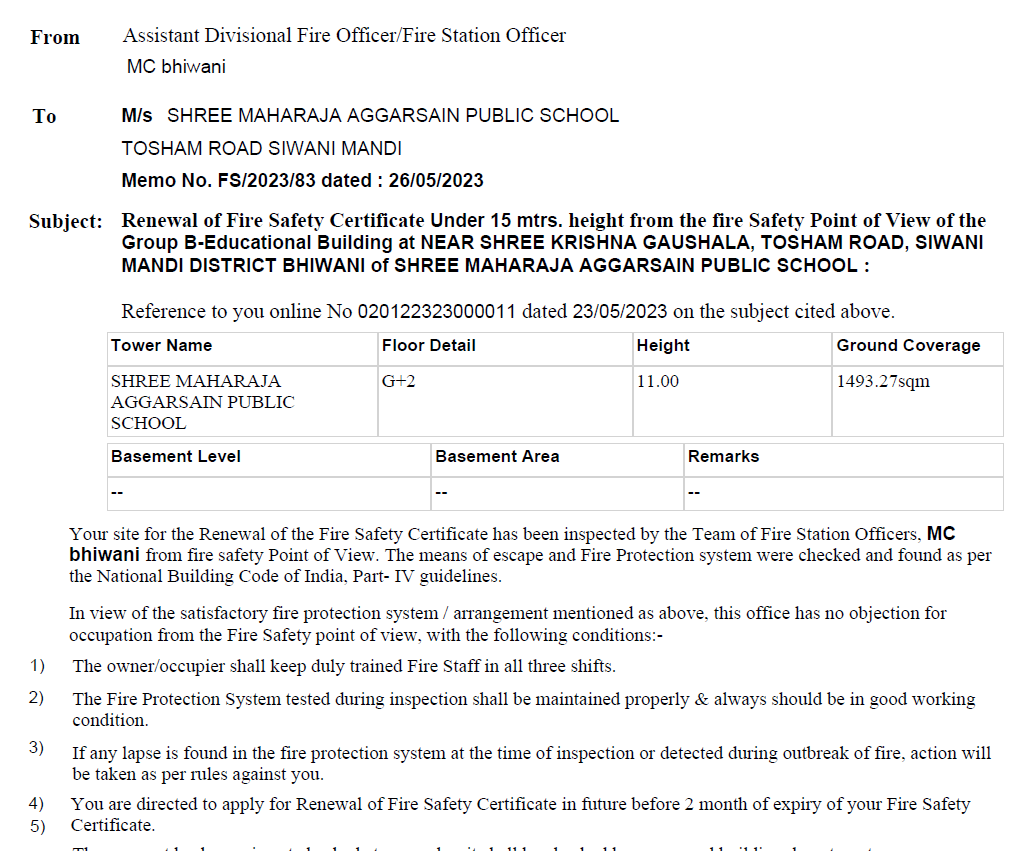 From Assistant Divisional Fire Officer/Fire Station Officer
MC bhiwani
To M/s SHREE MAHARAJA AGGARSAIN PUBLIC SCHOOL
TOSHAM ROAD SIWANI MANDI
Memo No. FS/2023/83 dated : 26/05/2023
Subject: Renewal of Fire Safety Certificate Under 15 mtrs. height from the fire Safety Point of View of the
Group B-Educational Building at NEAR SHREE KRISHNA GAUSHALA, TOSHAM ROAD, SIWANI
MANDI DISTRICT BHIWANI of SHREE MAHARAJA AGGARSAIN PUBLIC SCHOOL :
Reference to you online No 020122323000011 dated 23/05/2023 on the subject cited above.
Tower Name Floor Detail Height Ground Coverage
SHREE MAHARAJA G+2 11.00 1493.27sqm
AGGARSAIN PUBLIC
SCHOOL
Basement Level Basement Area Remarks
-- -- --
Your site for the Renewal of the Fire Safety Certificate has been inspected by the Team of Fire Station Officers, MC
bhiwani from fire safety Point of View. The means of escape and Fire Protection system were checked and found as per
the National Building Code of India, Part- IV guidelines.
In view of the satisfactory fire protection system / arrangement mentioned as above, this office has no objection for
occupation from the Fire Safety point of view, with the following conditions:-
1) The owner/occupier shall keep duly trained Fire Staff in all three shifts.
2) The Fire Protection System tested during inspection shall be maintained properly & always should be in good working
condition.
3) If any lapse is found in the fire protection system at the time of inspection or detected during outbreak of fire, action will
be taken as per rules against you.
4) You are directed to apply for Renewal of Fire Safety Certificate in future before 2 month of expiry of your Fire Safety
5) Certificate.